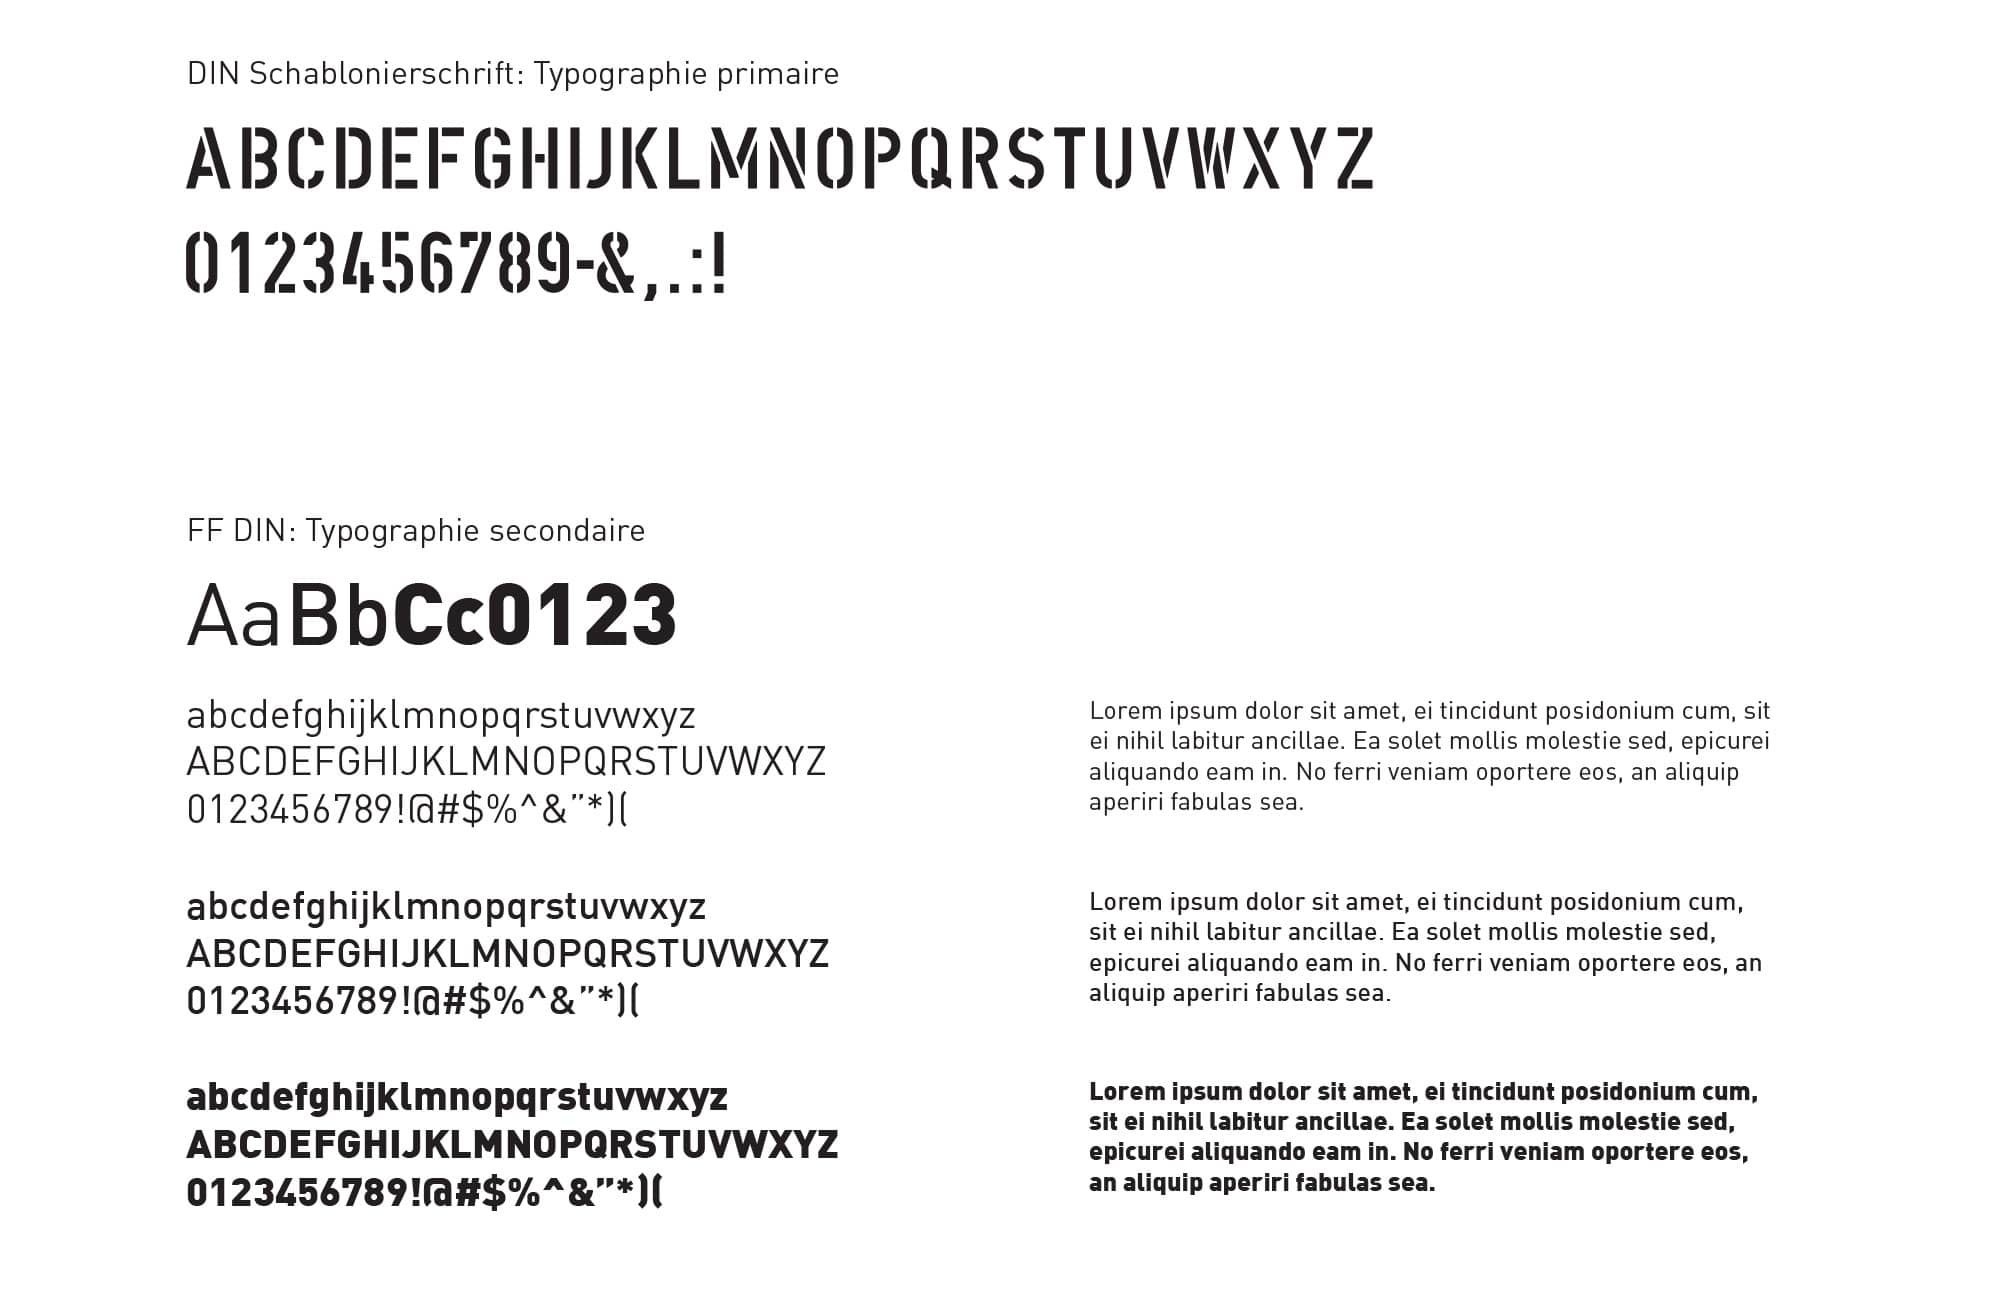 DIN Schablonierschrift: Typographie primaire
ABCDEFGHIJKLMNOPQRSTUVWXYZ
0123456789-&,.:!
FF DIN: Typographie secondaire
AaBbCc0123
abcdefghijklmnopqrstuvwxyz
ABCDEFGHIJKLMNOPQRSTUVWXYZ
0123456789!@#$%^&”*)(
Lorem ipsum dolor sit amet, ei tincidunt posidonium cum, sit
ei nihil labitur ancillae. Ea solet mollis molestie sed, epicurei
aliquando eam in. No ferri veniam oportere eos, an aliquip
aperiri fabulas sea.
abcdefghijklmnopqrstuvwxyz
ABCDEFGHIJKLMNOPQRSTUVWXYZ
0123456789!@#$%^&”*)(
Lorem ipsum dolor sit amet, ei tincidunt posidonium cum,
sit ei nihil labitur ancillae. Ea solet mollis molestie sed,
epicurei aliquando eam in. No ferri veniam oportere eos, an
aliquip aperiri fabulas sea.
abcdefghijklmnopqrstuvwxyz
ABCDEFGHIJKLMNOPQRSTUVWXYZ
0123456789!@#$%^&”*)(
Lorem ipsum dolor sit amet, ei tincidunt posidonium cum,
sit ei nihil labitur ancillae. Ea solet mollis molestie sed,
epicurei aliquando eam in. No ferri veniam oportere eos,
an aliquip aperiri fabulas sea.